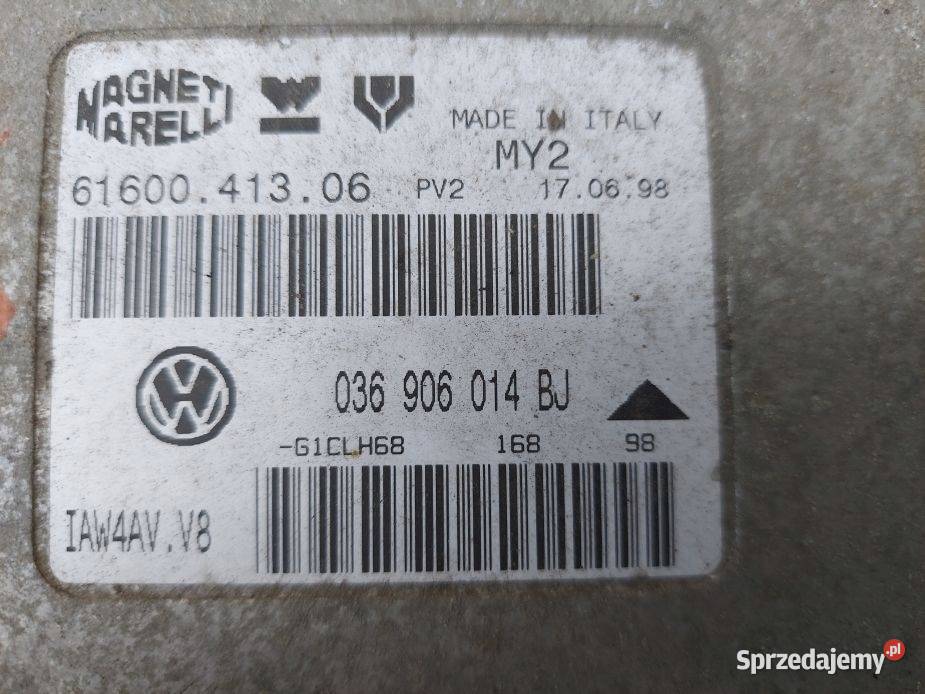 MAGNETI
MARELLI
MADE IN ITALY
MY2
61600.413.06 PV2 17.06.98
036 906 014 BJ
-G1CLH68 168 98
IAW4AV.V8
Sprzedajemy.pl